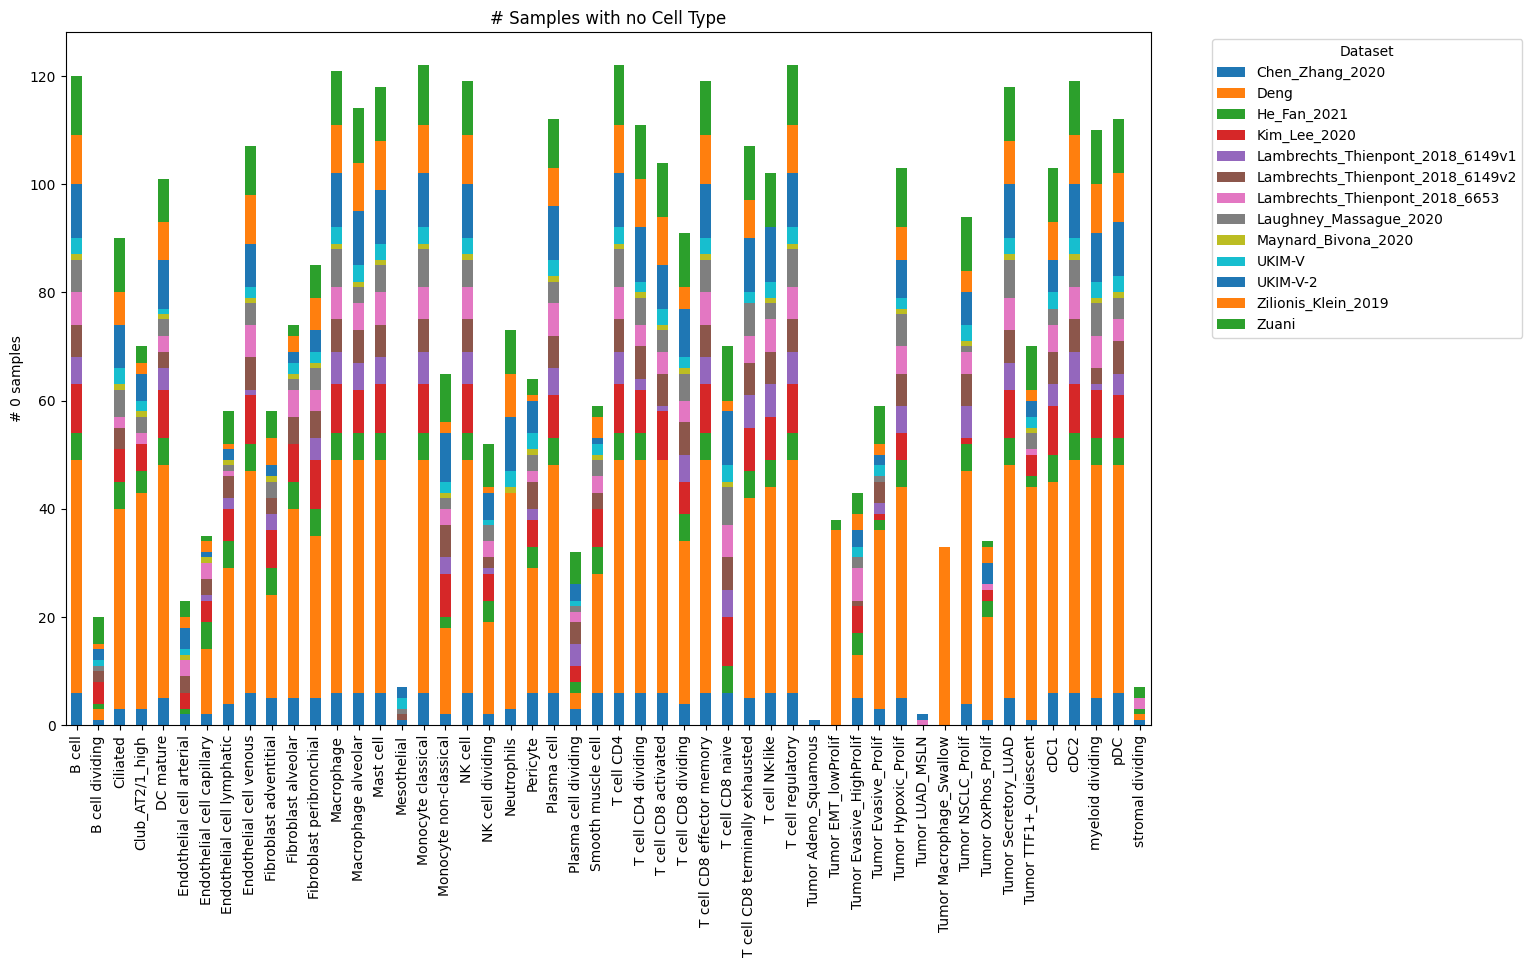 # Samples with no Cell Type
# 0 samples
120
100
80
60
40
20
0
B cell
B cell dividing
Ciliated
Club_AT2/1_high
DC mature
Endothelial cell arterial
Endothelial cell capillary
Endothelial cell lymphatic
Endothelial cell venous
Fibroblast adventitial
Fibroblast alveolar
Fibroblast peribronchial
Macrophage
Macrophage alveolar
Mast cell
Mesothelial
Monocyte classical
Monocyte non-classical
NK cell
NK cell dividing
Neutrophils
Pericyte
Plasma cell
Plasma cell dividing
Smooth muscle cell
T cell CD4
T cell CD4 dividing
T cell CD8 activated
T cell CD8 dividing
T cell CD8 effector memory
T cell CD8 naive
T cell CD8 terminally exhausted
T cell NK-like
T cell regulatory
Tumor Adeno_Squamous
Tumor EMT_lowProlif
Tumor Evasive_HighProlif
Tumor Evasive_Prolif
Tumor Hypoxic_Prolif
Tumor LUAD_MSLN
Tumor Macrophage_Swallow
Tumor NSCLC_Prolif
Tumor OxPhos_Prolif
Tumor Secretory_LUAD
Tumor TTF1+_Quiescent
cDC1
cDC2
myeloid dividing
pDC
stromal dividing
Dataset
Chen_Zhang_2020
Deng
He_Fan_2021
Kim_Lee_2020
Lambrechts_Thienpont_2018_6149v1
Lambrechts_Thienpont_2018_6149v2
Lambrechts_Thienpont_2018_6653
Laughney_Massague_2020
Maynard_Bivona_2020
UKIM-V
UKIM-V-2
Zilionis_Klein_2019
Zuani